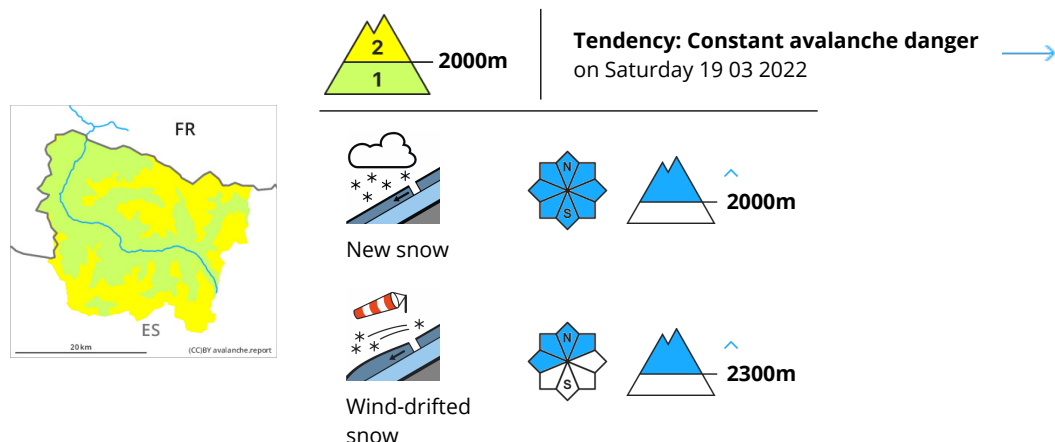 2
1
2000m
Tendency: Constant avalanche danger
on Saturday 19 03 2022
FR
ES
20 km
(CC)BY avalanche.report
N
S
2000m
New snow
N
S
2300m
Wind-drifted
snow